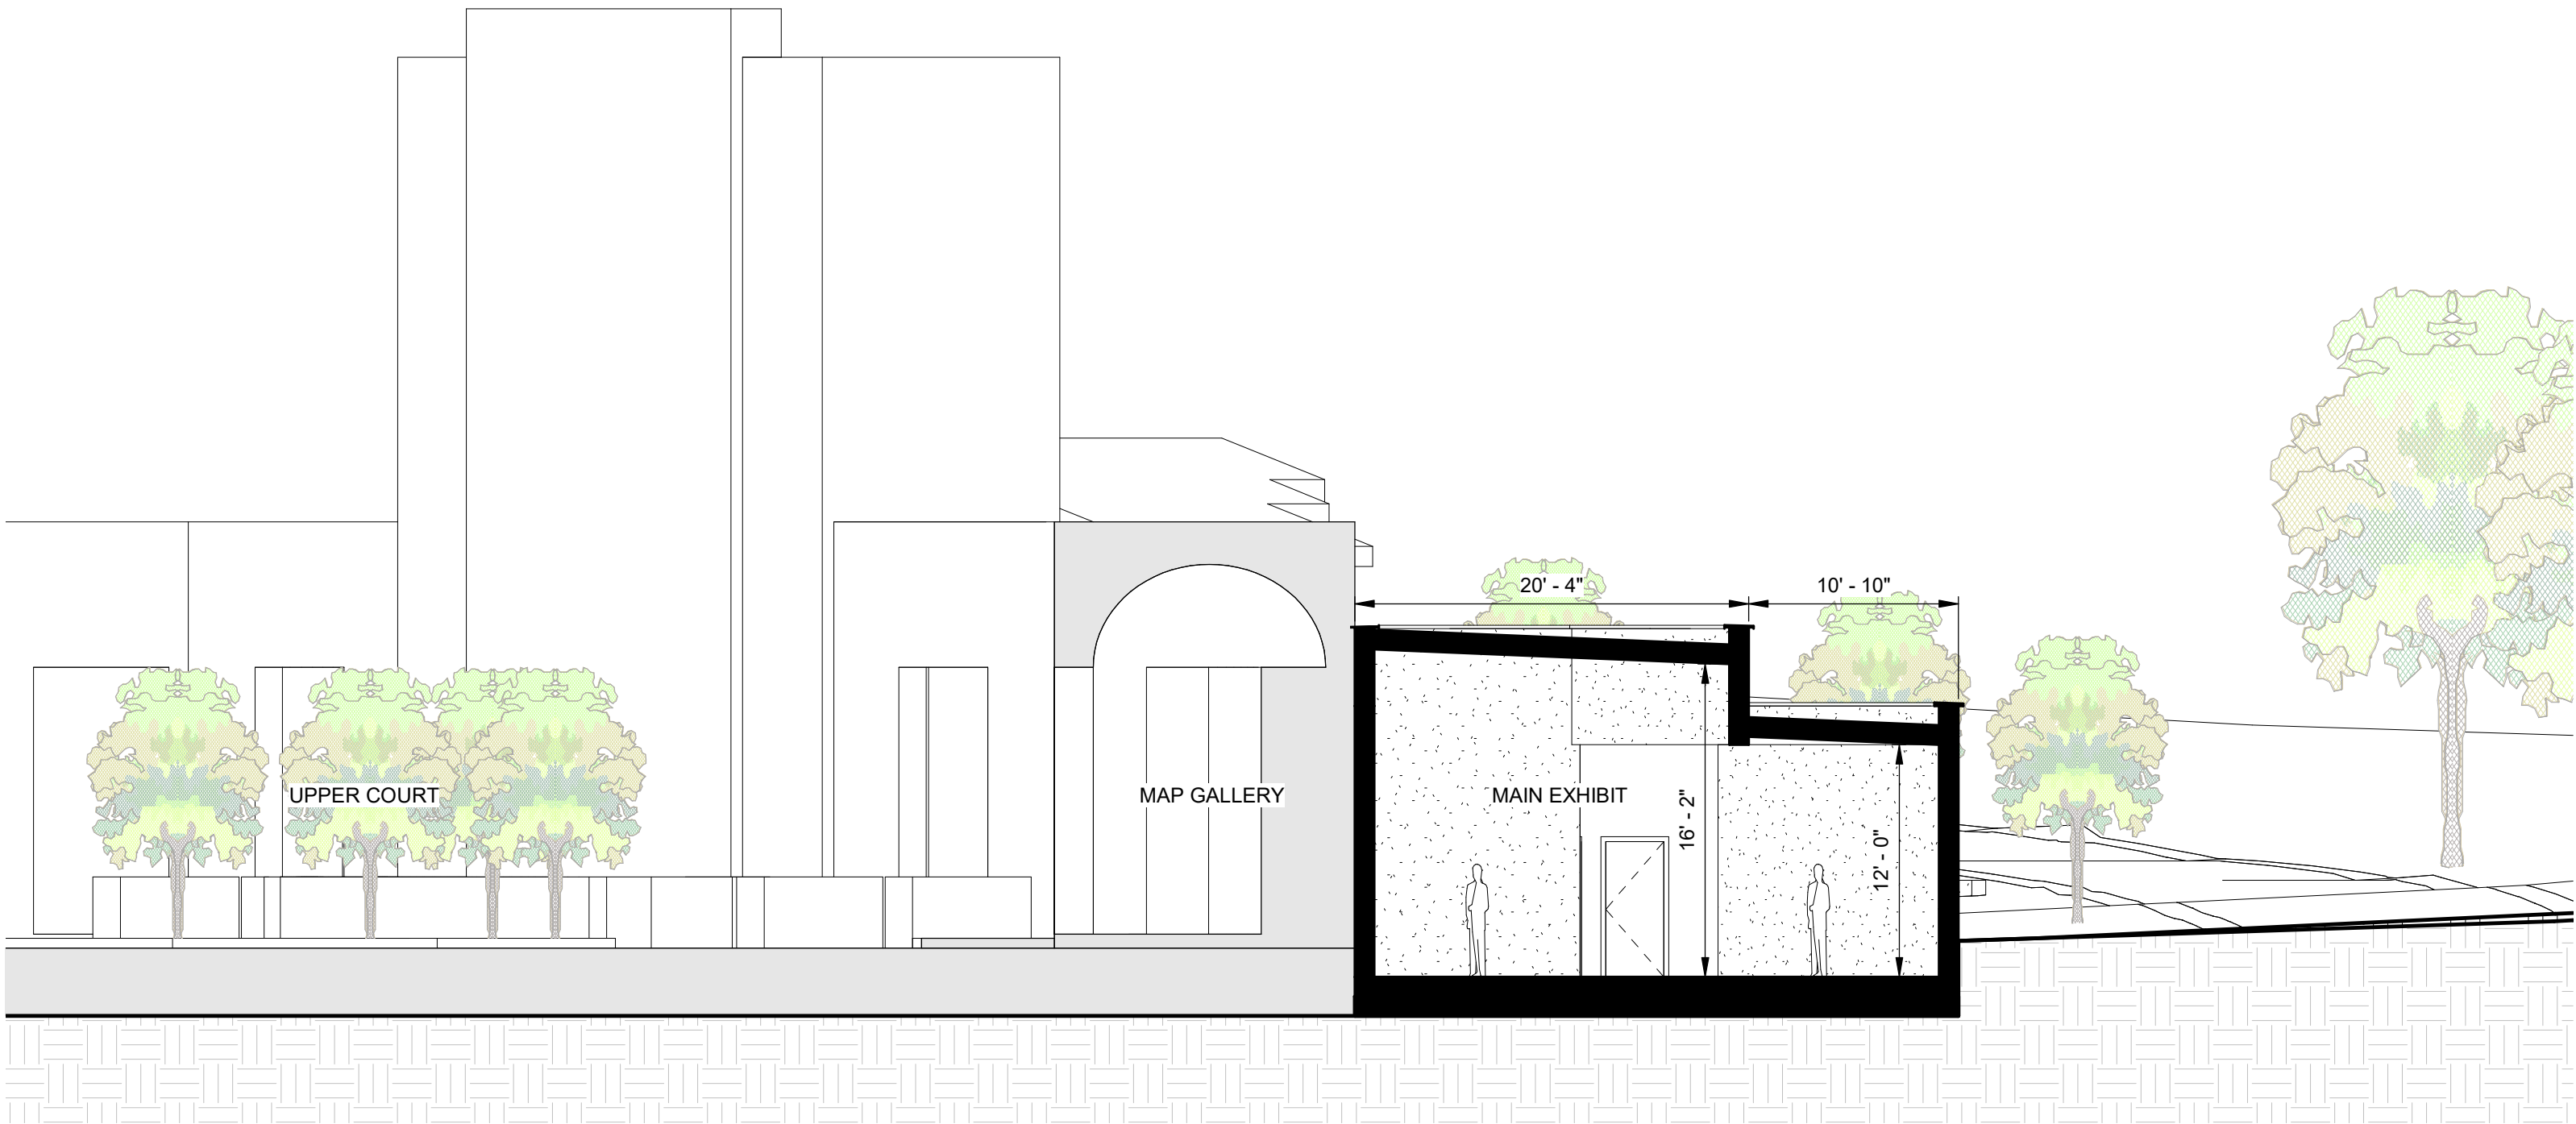 20' - 4"
10' - 10"
UPPER COURT
MAP GALLERY
MAIN EXHIBIT
16' - 2"
12' - 0"